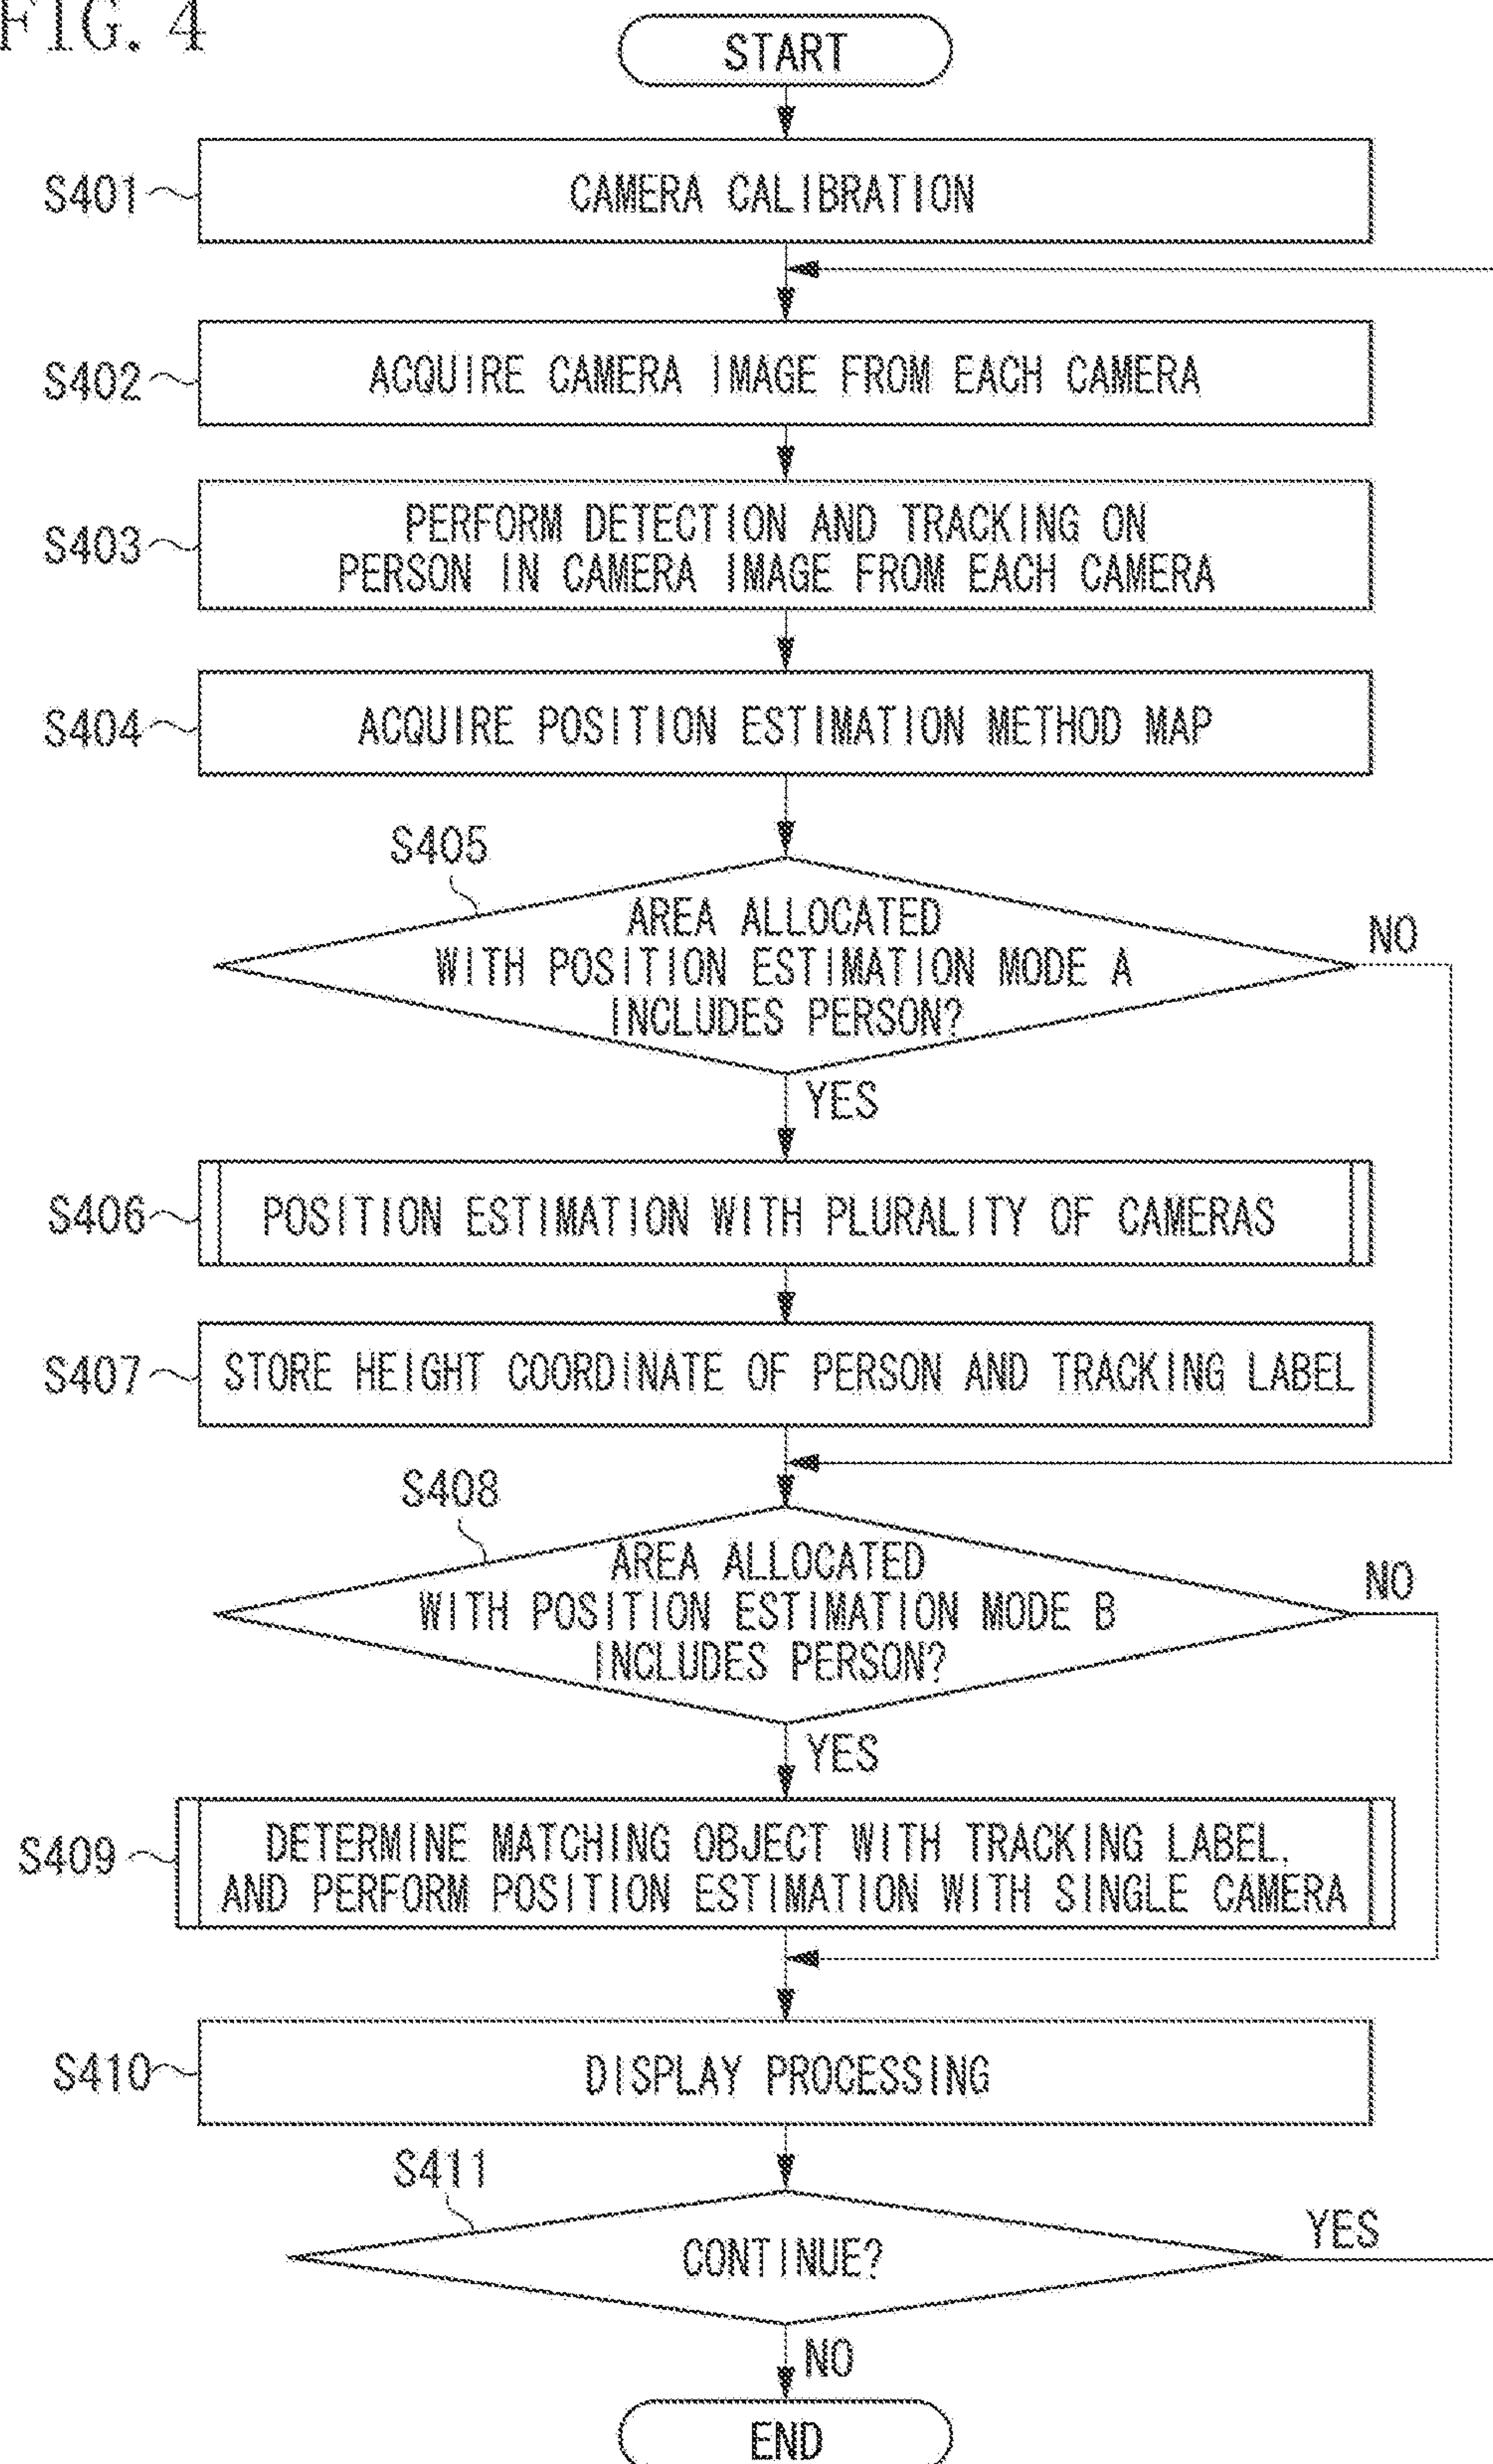 FIG. 4
START
S401
CAMERA CALIBRATION
S402
ACQUIRE CAMERA IMAGE FROM EACH CAMERA
S403
PERFORM DETECTION AND TRACKING ON
PERSON IN CAMERA IMAGE FROM EACH CAMERA
S404
ACQUIRE POSITION ESTIMATION METHOD MAP
S405
AREA ALLOCATED
WITH POSITION ESTIMATION MODE A
INCLUDES PERSON?
NO
YES
S406
POSITION ESTIMATION WITH PLURALITY OF CAMERAS
S407
STORE HEIGHT COORDINATE OF PERSON AND TRACKING LABEL
S408
AREA ALLOCATED
WITH POSITION ESTIMATION MODE B
INCLUDES PERSON?
NO
YES
S409
DETERMINE MATCHING OBJECT WITH TRACKING LABEL,
AND PERFORM POSITION ESTIMATION WITH SINGLE CAMERA
S410
DISPLAY PROCESSING
S411
CONTINUE?
YES
NO
END